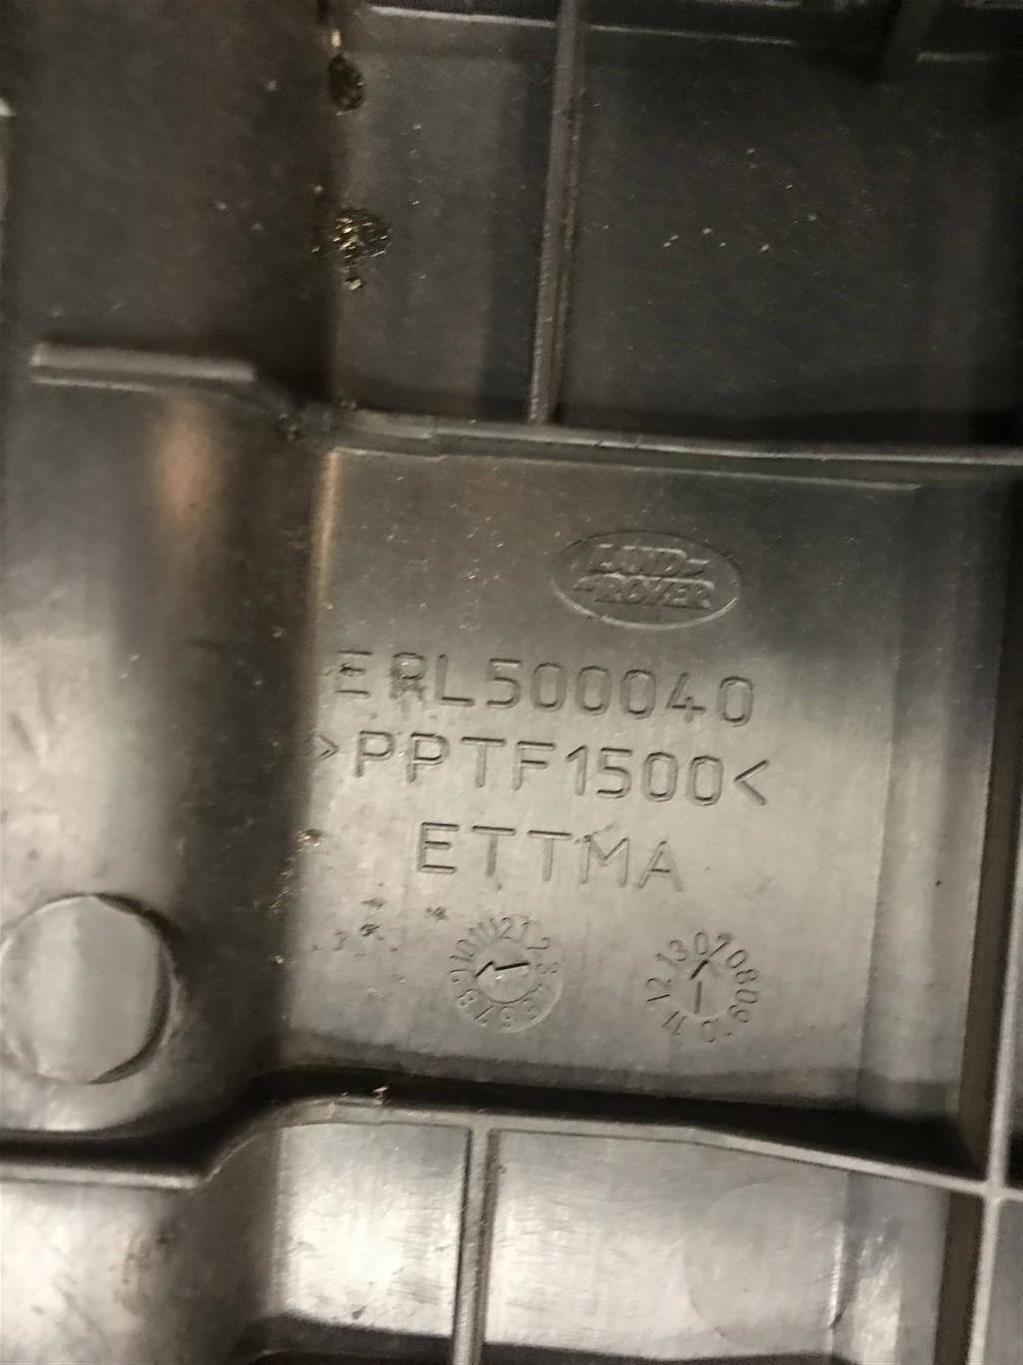 LAND
ROVER
ERL500040
>PPTF1500<
ETTMA